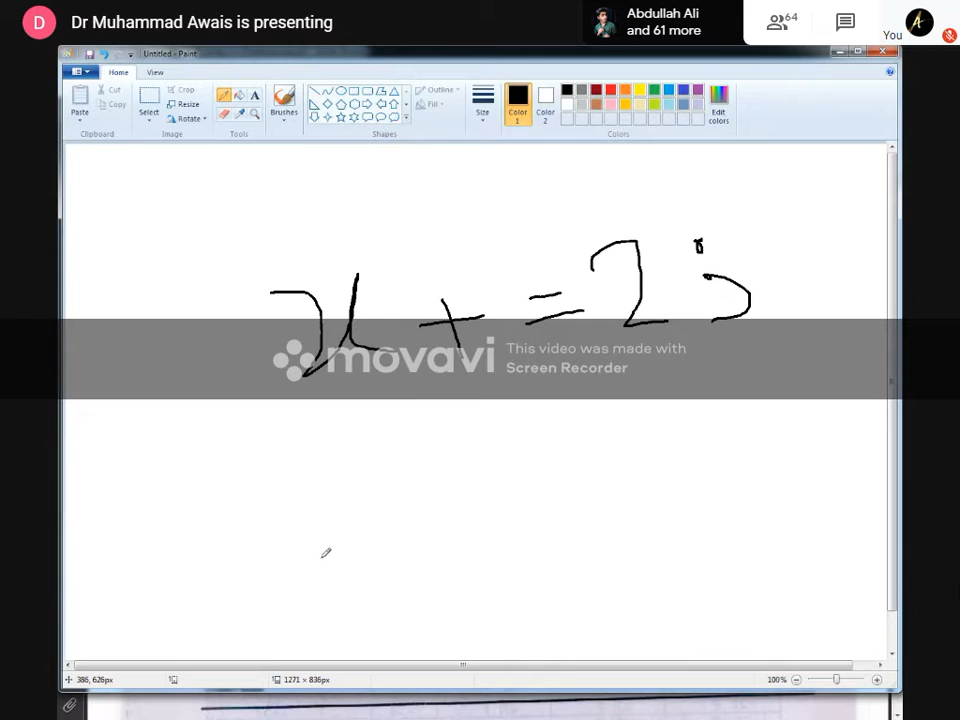 D Dr Muhammad Awais is presenting
Abdullah Ali
and 61 more
64
You
Untitled - Paint
Home View
Paste
Cut
Copy
Clipboard
Select
Crop
Resize
Rotate
Image
A
Tools
Brushes
Outline
Fill
Shapes
Size
Color
1
Color
2
Edit
colors
Colors
x + = 2
movavi
This video was made with
Screen Recorder
386, 626px
1271 × 836px
100%